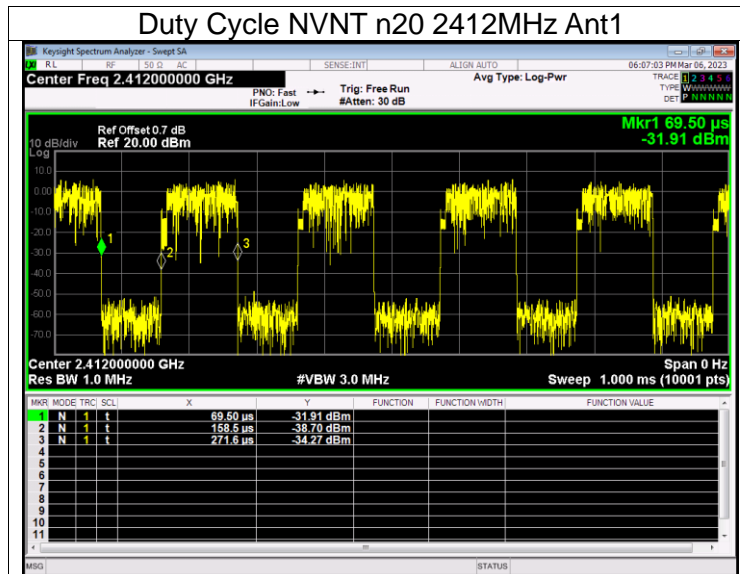 Duty Cycle NVNT n20 2412MHz Ant1
Keysight Spectrum Analyzer - Swept SA
RL RF 50 Ω AC SENSE:INT ALIGN AUTO 06:07:03 PM Mar 06, 2023
Center Freq 2.412000000 GHz Avg Type: Log-Pwr TRACE 1 2 3 4 5 6
PNO: Fast Trig: Free Run TYPE WWWWWW
IFGain:Low #Atten: 30 dB DET P N N N N N
Mkr1 69.50 µs
Ref Offset 0.7 dB
10 dB/div Ref 20.00 dBm -31.91 dBm
Log
10.0
0.00
-10.0
-20.0
-30.0
-40.0
-50.0
-60.0
-70.0
1
2
3
Center 2.412000000 GHz Span 0 Hz
Res BW 1.0 MHz #VBW 3.0 MHz Sweep 1.000 ms (10001 pts)
MKR MODE TRC SCL X Y FUNCTION FUNCTION WIDTH FUNCTION VALUE
1 N 1 t 69.50 µs -31.91 dBm
2 N 1 t 158.5 µs -38.70 dBm
3 N 1 t 271.6 µs -34.27 dBm
4
5
6
7
8
9
10
11
MSG STATUS